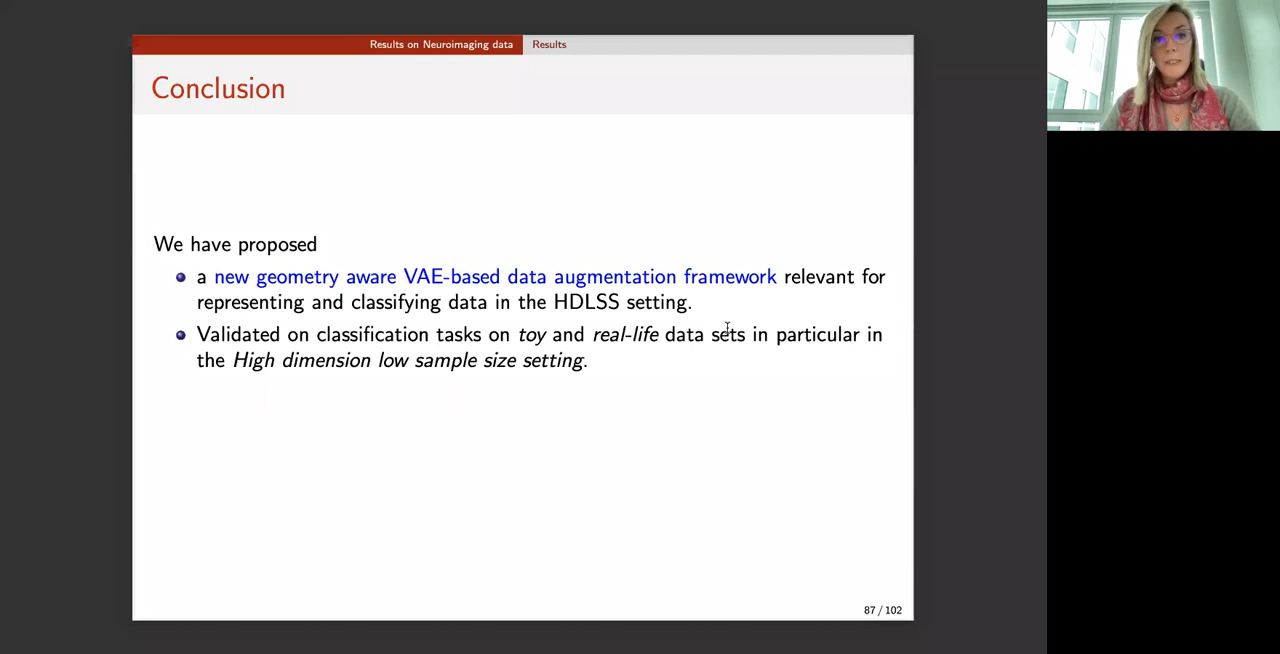 Results on Neuroimaging data Results
Conclusion
We have proposed
a new geometry aware VAE-based data augmentation framework relevant for
representing and classifying data in the HDLSS setting.
Validated on classification tasks on toy and real-life data sets in particular in
the High dimension low sample size setting.
87 / 102